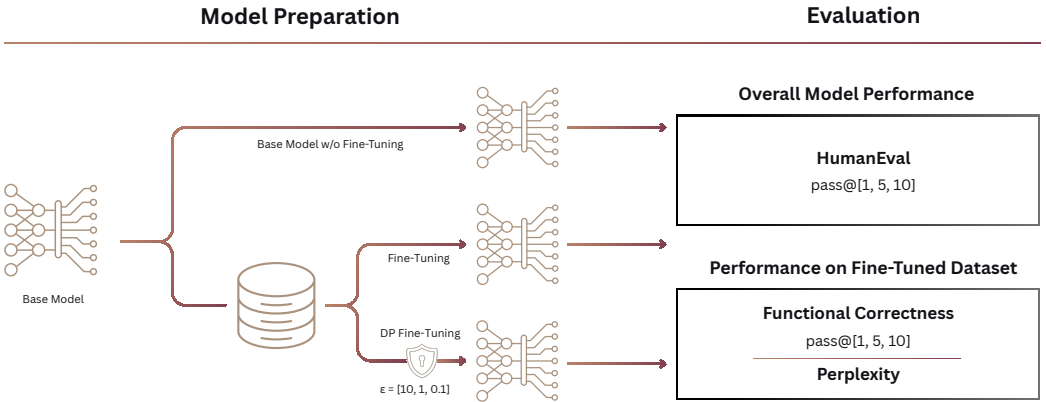 Model Preparation
Evaluation
Overall Model Performance
HumanEval
pass@[1, 5, 10]
Base Model w/o Fine-Tuning
Base Model
Fine-Tuning
DP Fine-Tuning
ε = [10, 1, 0.1]
Performance on Fine-Tuned Dataset
Functional Correctness
pass@[1, 5, 10]
Perplexity